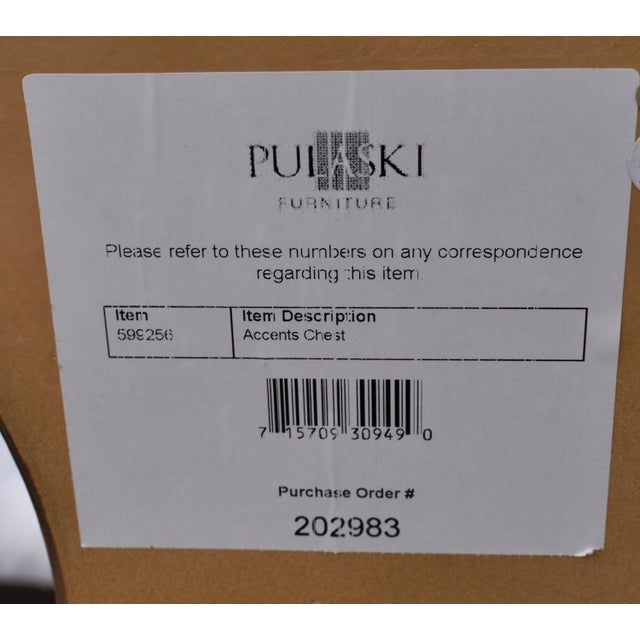 PULASKI
FURNITURE
Please refer to these numbers on any correspondence
regarding this item.
Item Item Description
599256 Accents Chest
7 15709 30949 0
Purchase Order #
202983